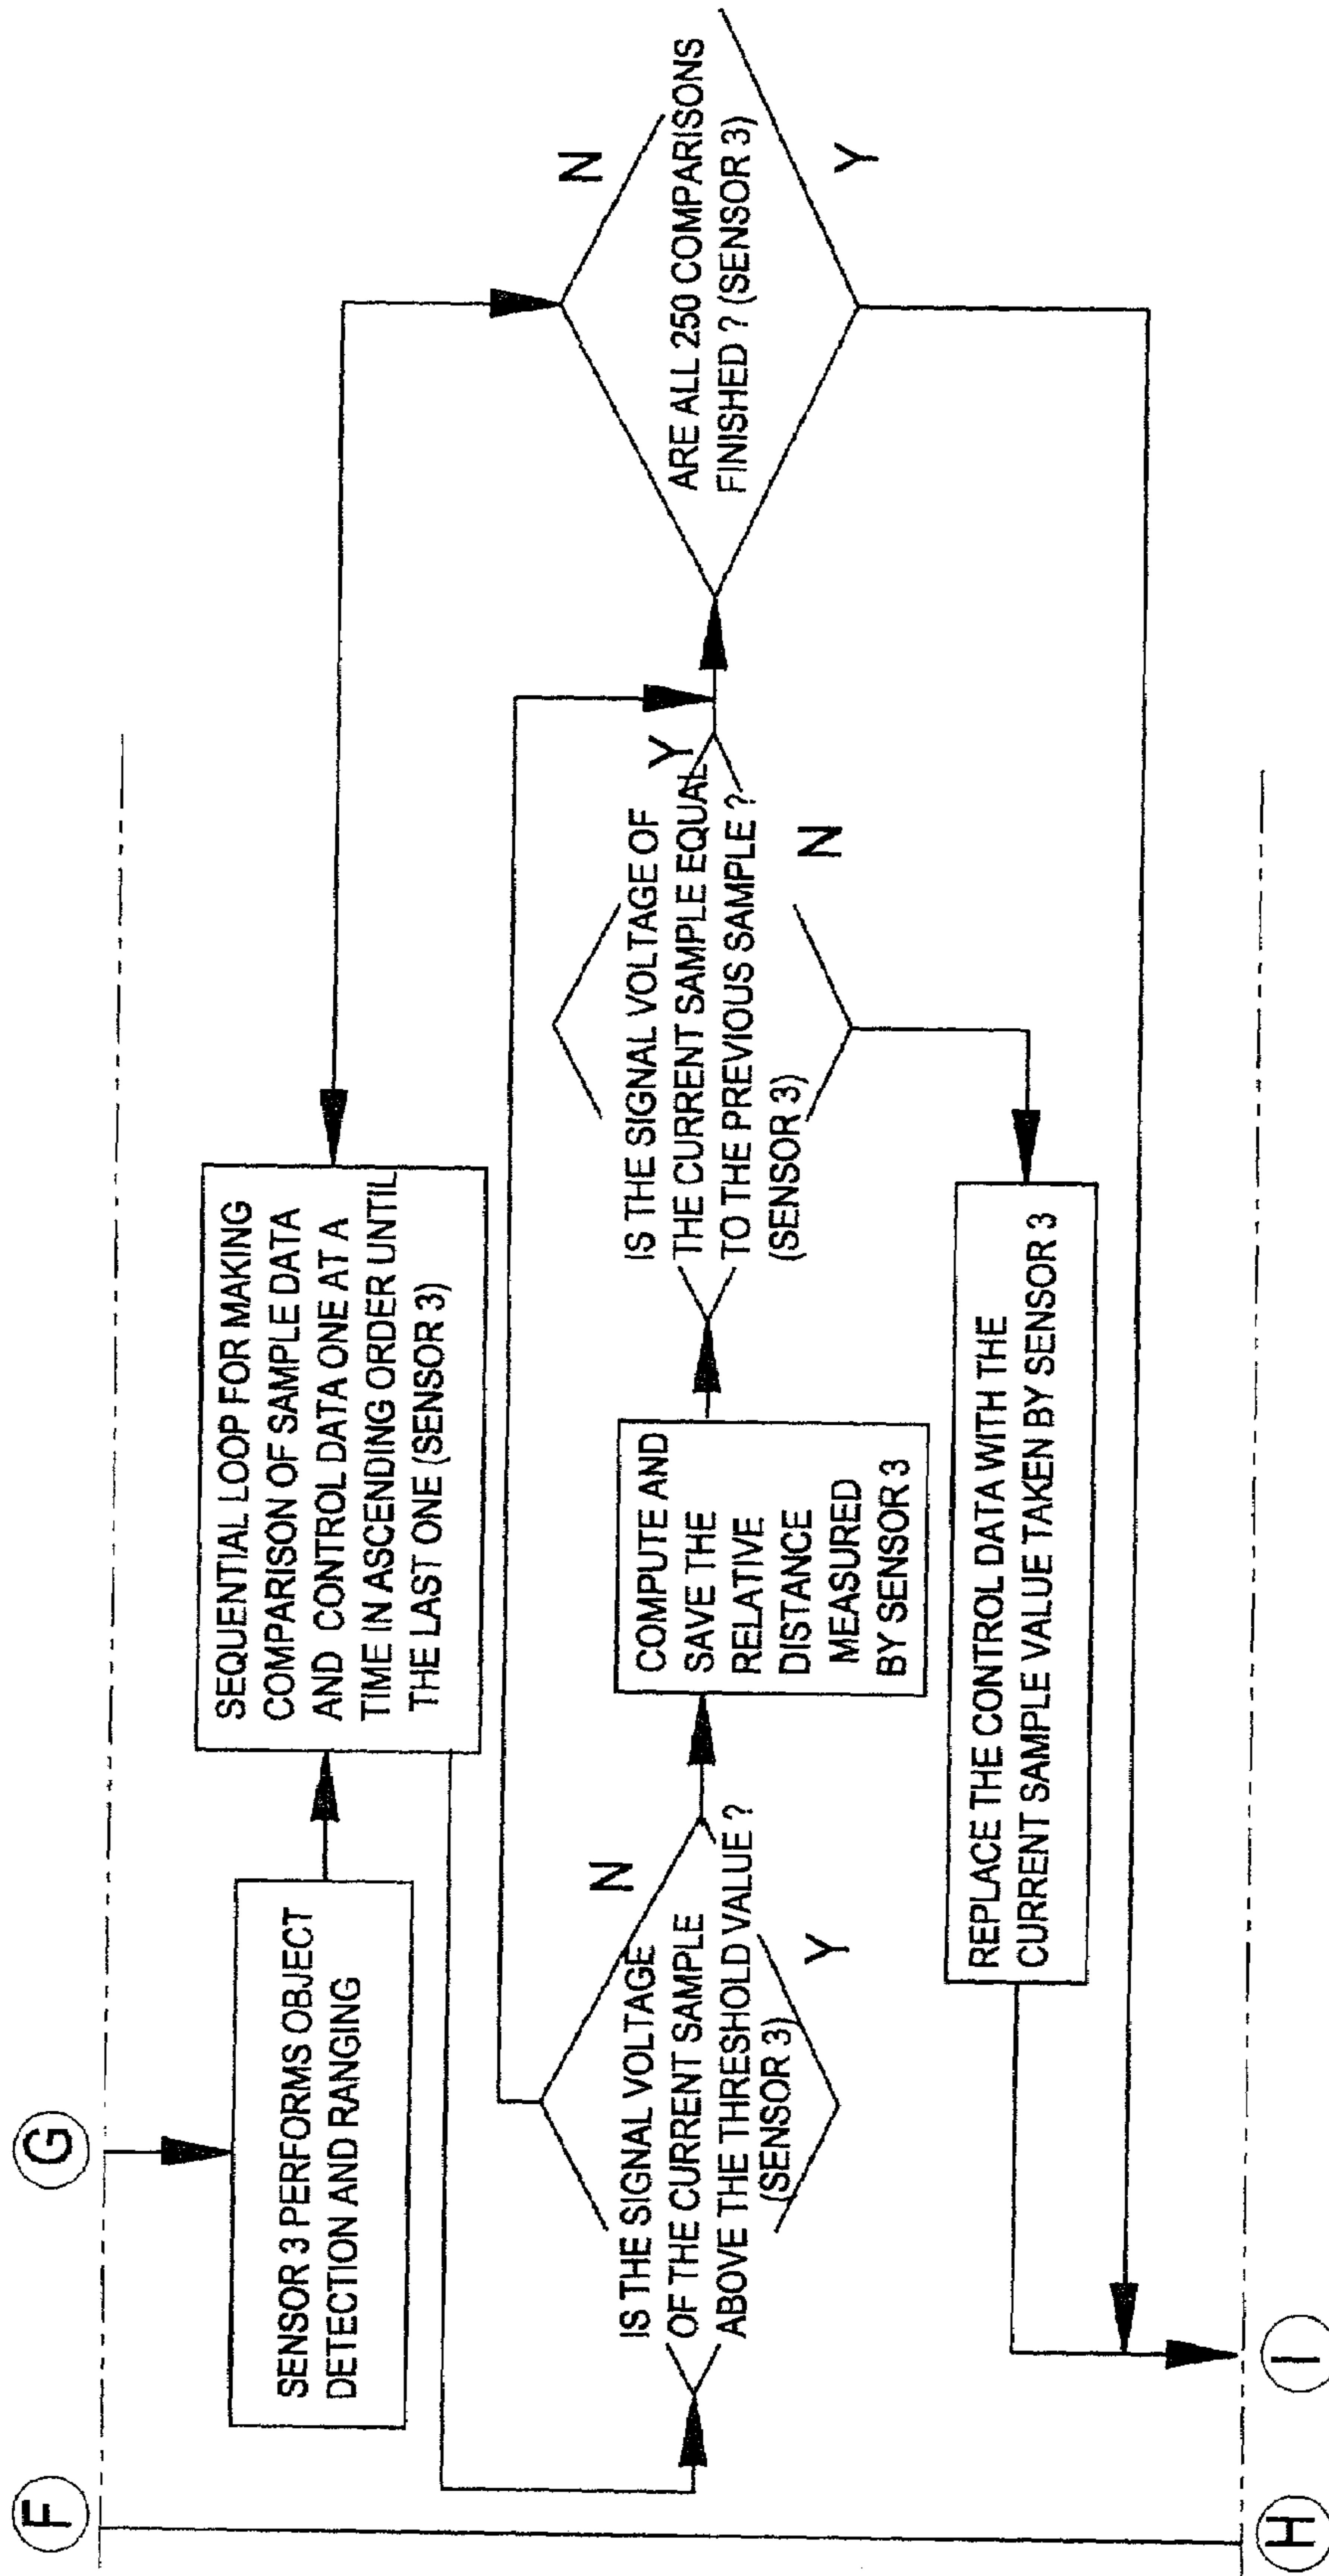 F
G
SENSOR 3 PERFORMS OBJECT
DETECTION AND RANGING
SEQUENTIAL LOOP FOR MAKING
COMPARISON OF SAMPLE DATA
AND CONTROL DATA ONE AT A
TIME IN ASCENDING ORDER UNTIL
THE LAST ONE (SENSOR 3)
IS THE SIGNAL VOLTAGE
OF THE CURRENT SAMPLE
ABOVE THE THRESHOLD VALUE ?
(SENSOR 3)
N
Y
COMPUTE AND
SAVE THE
RELATIVE
DISTANCE
MEASURED
BY SENSOR 3
IS THE SIGNAL VOLTAGE OF
THE CURRENT SAMPLE EQUAL
TO THE PREVIOUS SAMPLE ?
(SENSOR 3)
Y
N
ARE ALL 250 COMPARISONS
FINISHED ? (SENSOR 3)
N
Y
REPLACE THE CONTROL DATA WITH THE
CURRENT SAMPLE VALUE TAKEN BY SENSOR 3
H
I